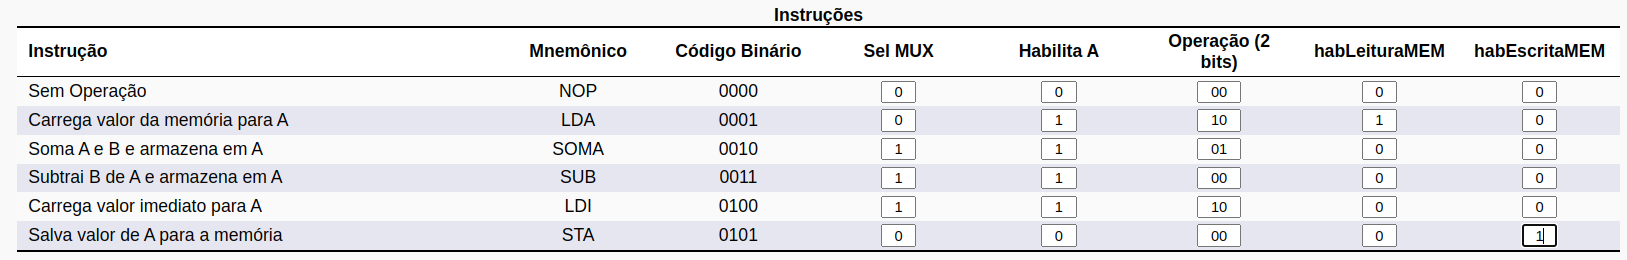 Instruções
Instrução Mnemônico Código Binário Sel MUX Habilita A Operação (2 bits) habLeituraMEM habEscritaMEM
Sem Operação NOP 0000 0 0 00 0 0
Carrega valor da memória para A LDA 0001 0 1 10 1 0
Soma A e B e armazena em A SOMA 0010 1 1 01 0 0
Subtrai B de A e armazena em A SUB 0011 1 1 00 0 0
Carrega valor imediato para A LDI 0100 1 1 10 0 0
Salva valor de A para a memória STA 0101 0 0 00 0 1